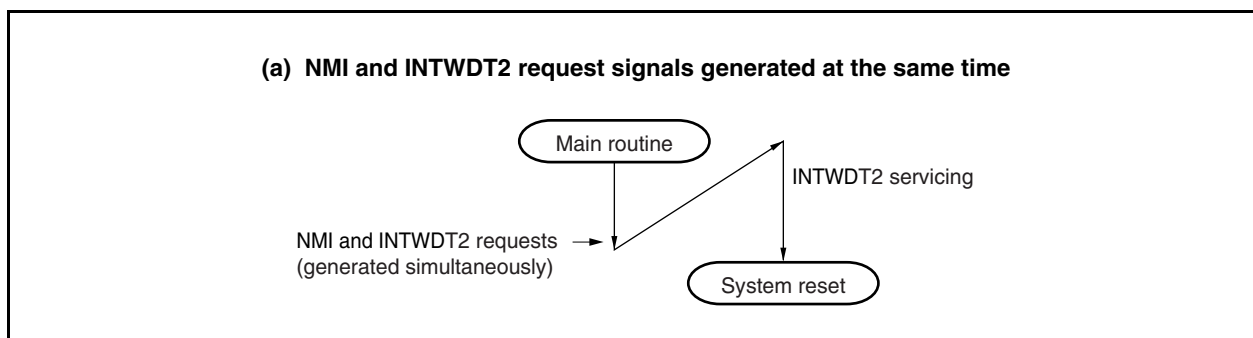 (a) NMI and INTWDT2 request signals generated at the same time
Main routine
INTWDT2 servicing
NMI and INTWDT2 requests
(generated simultaneously)
System reset